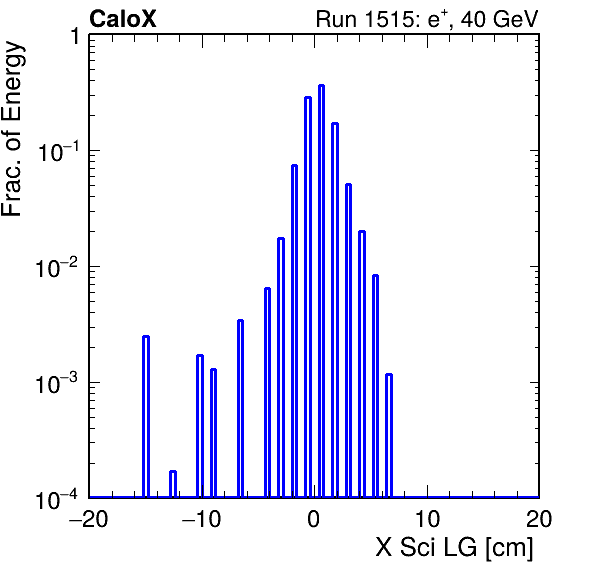 CaloX Run 1515: e⁺, 40 GeV
Frac. of Energy
1
10⁻¹
10⁻²
10⁻³
10⁻⁴
−20 −10 0 10 20
X Sci LG [cm]